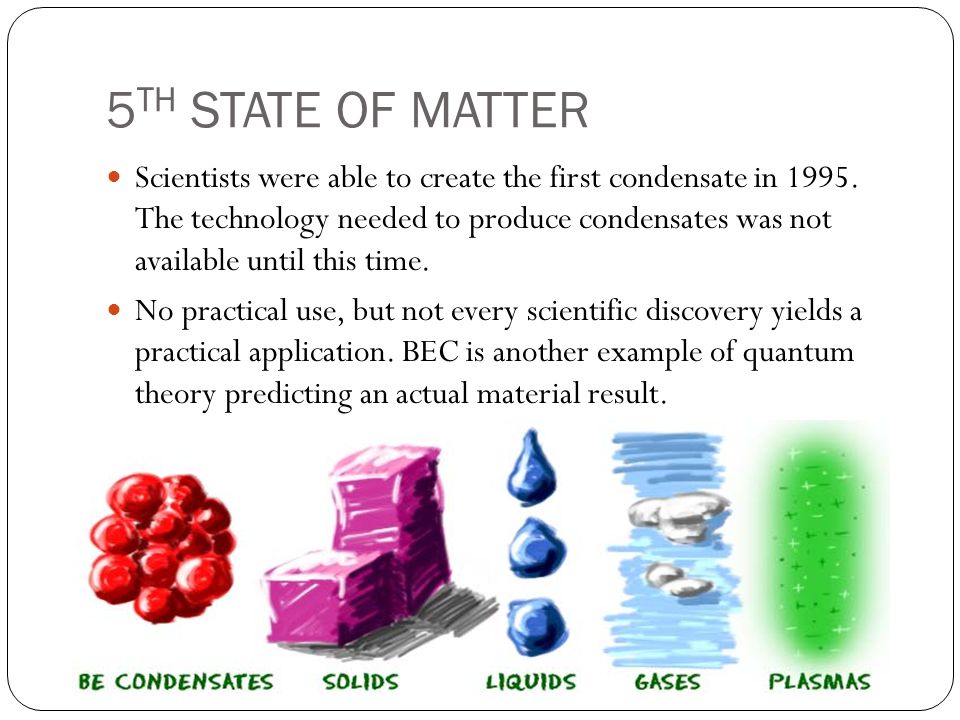 5TH STATE OF MATTER
• Scientists were able to create the first condensate in 1995.
The technology needed to produce condensates was not
available until this time.
• No practical use, but not every scientific discovery yields a
practical application. BEC is another example of quantum
theory predicting an actual material result.
BE CONDENSATES SOLIDS LIQUIDS GASES PLASMAS